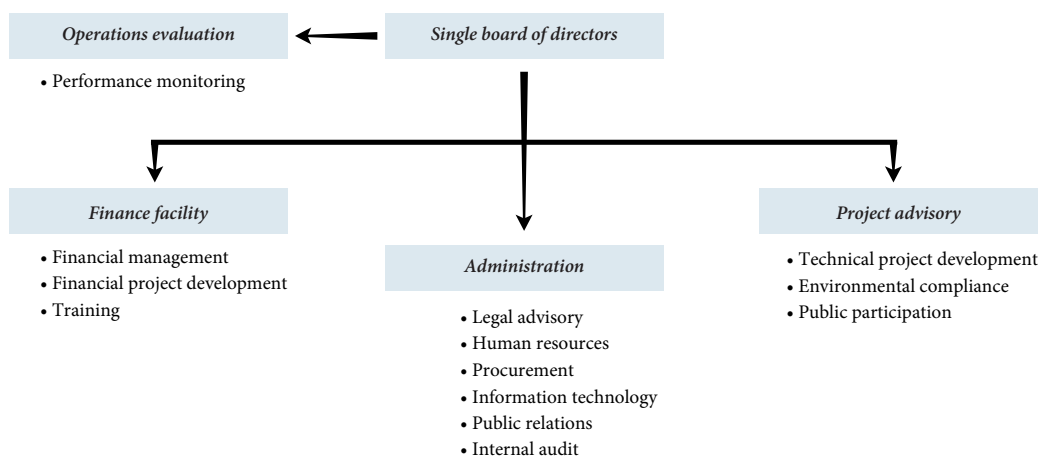 Operations evaluation
• Performance monitoring
Single board of directors
Finance facility
• Financial management
• Financial project development
• Training
Administration
• Legal advisory
• Human resources
• Procurement
• Information technology
• Public relations
• Internal audit
Project advisory
• Technical project development
• Environmental compliance
• Public participation